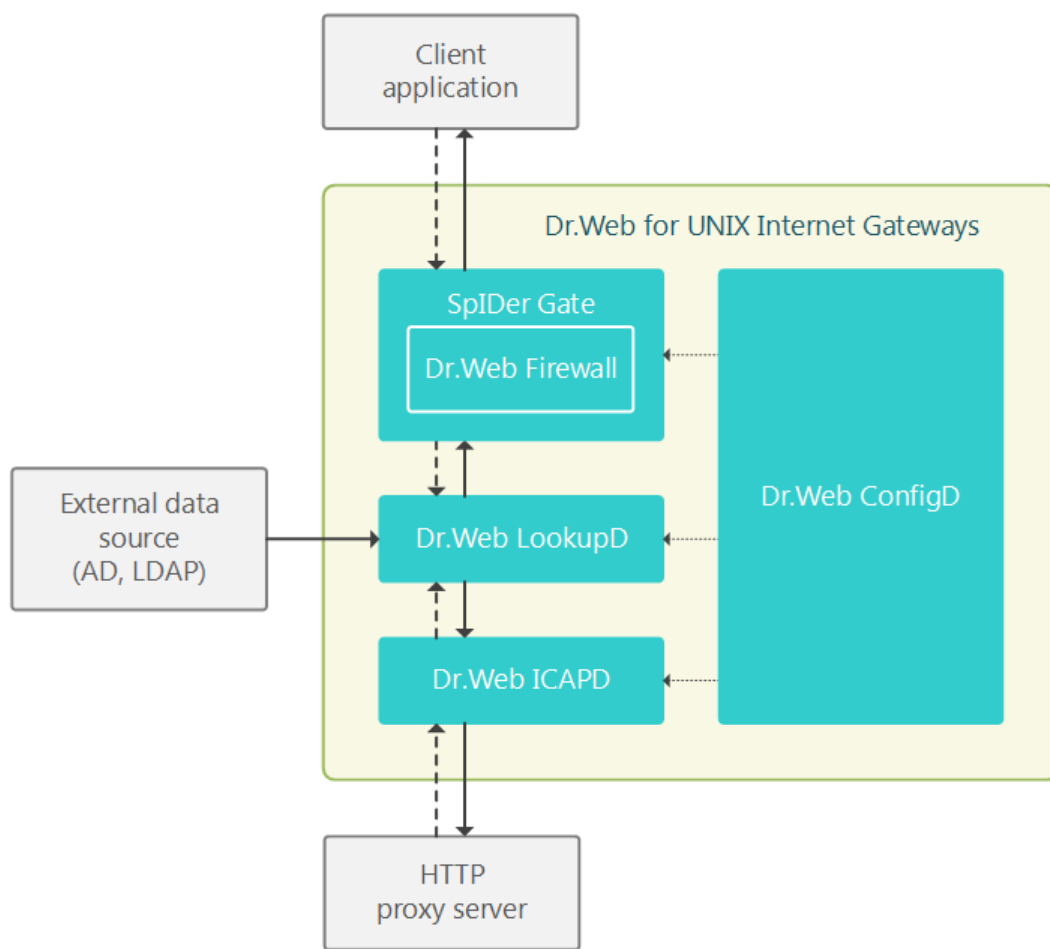 Client
application
Dr.Web for UNIX Internet Gateways
SpIDer Gate
Dr.Web Firewall
External data
source
(AD, LDAP)
Dr.Web LookupD
Dr.Web ConfigD
Dr.Web ICAPD
HTTP
proxy server